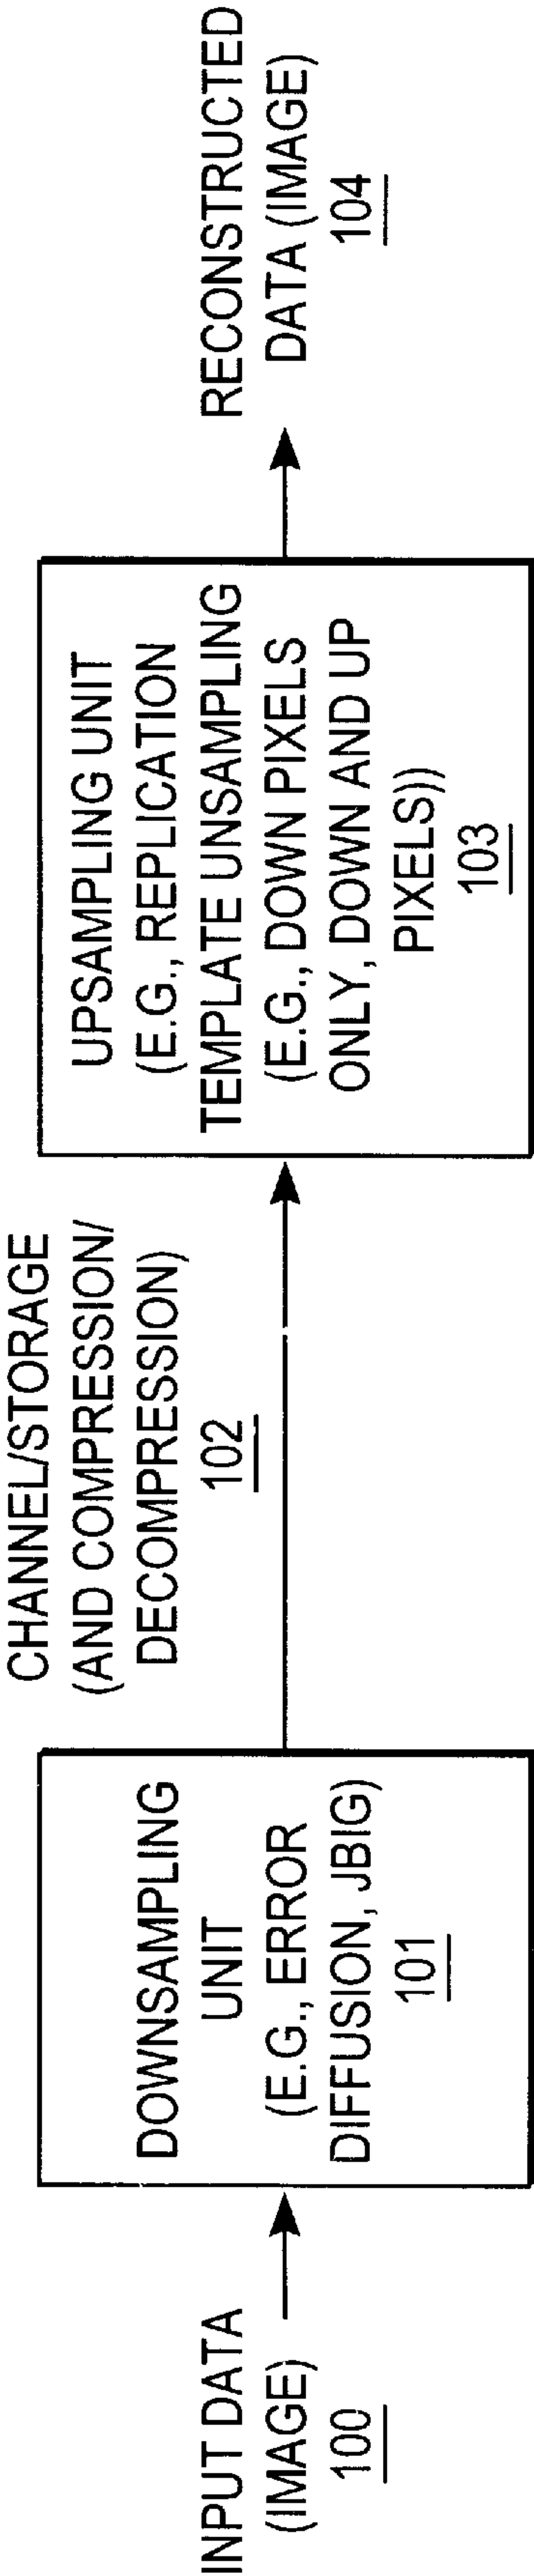 INPUT DATA
(IMAGE)
100
DOWNSAMPLING
UNIT
(E.G., ERROR
DIFFUSION, JBIG)
101
CHANNEL/STORAGE
(AND COMPRESSION/
DECOMPRESSION)
102
UPSAMPLING UNIT
(E.G., REPLICATION
TEMPLATE UNSAMPLING
(E.G., DOWN PIXELS
ONLY, DOWN AND UP
PIXELS))
103
RECONSTRUCTED
DATA (IMAGE)
104